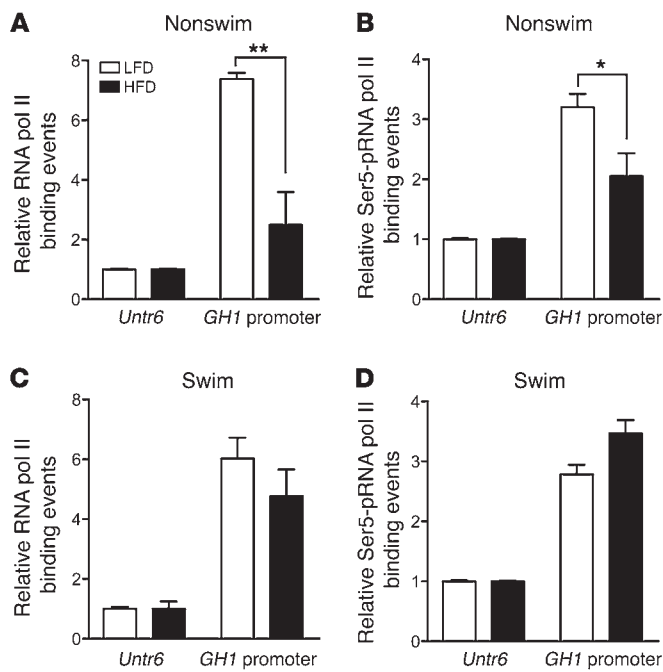 A
Nonswim
LFD
HFD
**
Relative RNA pol II
binding events
8
6
4
2
0
Untr6
GH1 promoter
B
Nonswim
*
Relative Ser5-pRNA pol II
binding events
4
3
2
1
0
Untr6
GH1 promoter
C
Swim
Relative RNA pol II
binding events
8
6
4
2
0
Untr6
GH1 promoter
D
Swim
Relative Ser5-pRNA pol II
binding events
4
3
2
1
0
Untr6
GH1 promoter